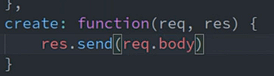 },
create: function(req, res) {
    res.send(req.body)
}